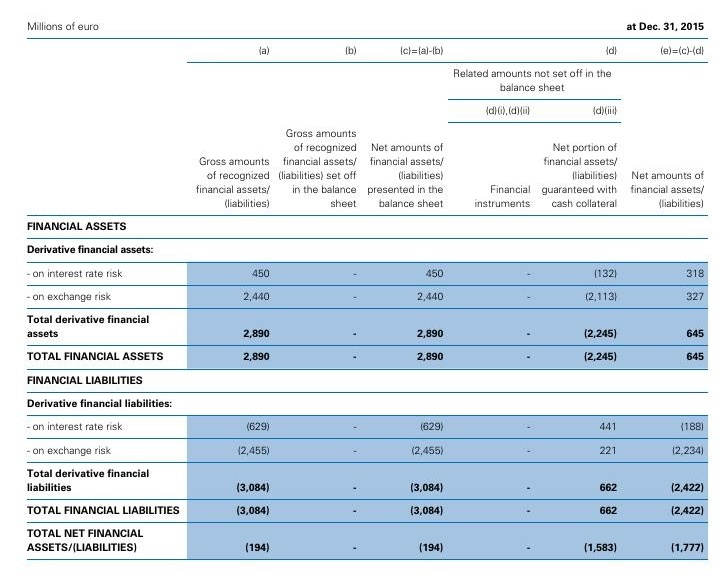 Millions of euro at Dec. 31, 2015
(a) (b) (c)=(a)-(b) (d) (e)=(c)-(d)
Related amounts not set off in the
balance sheet
(d)(i),(d)(ii) (d)(iii)
Gross amounts
of recognized
financial assets/
(liabilities)
Gross amounts
of recognized
financial assets/
(liabilities) set off
in the balance
sheet
Net amounts of
financial assets/
(liabilities)
presented in the
balance sheet
Financial
instruments
Net portion of
financial assets/
(liabilities)
guaranteed with
cash collateral
Net amounts of
financial assets/
(liabilities)
FINANCIAL ASSETS
Derivative financial assets:
- on interest rate risk 450 - 450 - (132) 318
- on exchange risk 2,440 - 2,440 - (2,113) 327
Total derivative financial
assets 2,890 - 2,890 - (2,245) 645
TOTAL FINANCIAL ASSETS 2,890 - 2,890 - (2,245) 645
FINANCIAL LIABILITIES
Derivative financial liabilities:
- on interest rate risk (629) - (629) - 441 (188)
- on exchange risk (2,455) - (2,455) - 221 (2,234)
Total derivative financial
liabilities (3,084) - (3,084) - 662 (2,422)
TOTAL FINANCIAL LIABILITIES (3,084) - (3,084) - 662 (2,422)
TOTAL NET FINANCIAL
ASSETS/(LIABILITIES) (194) - (194) - (1,583) (1,777)